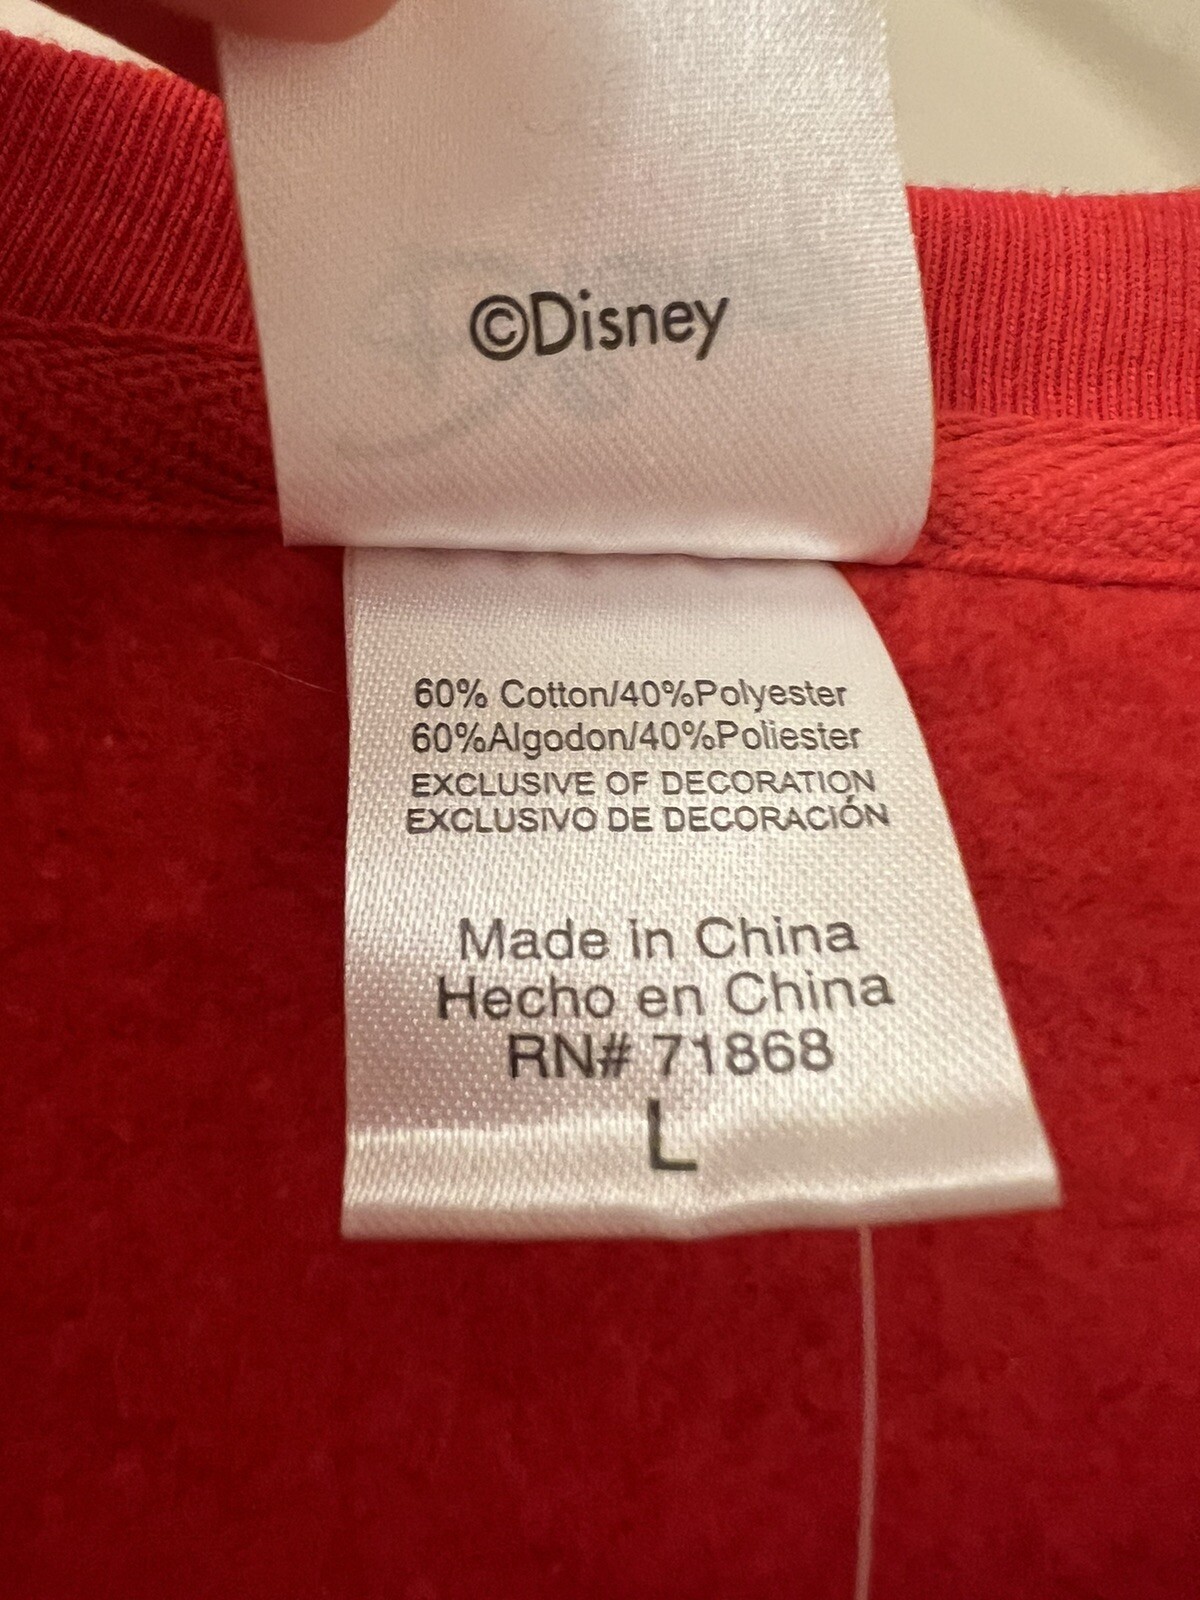 ©Disney
60% Cotton/40%Polyester
60%Algodon/40%Poliester
EXCLUSIVE OF DECORATION
EXCLUSIVO DE DECORACIÓN
Made in China
Hecho en China
RN# 71868
L